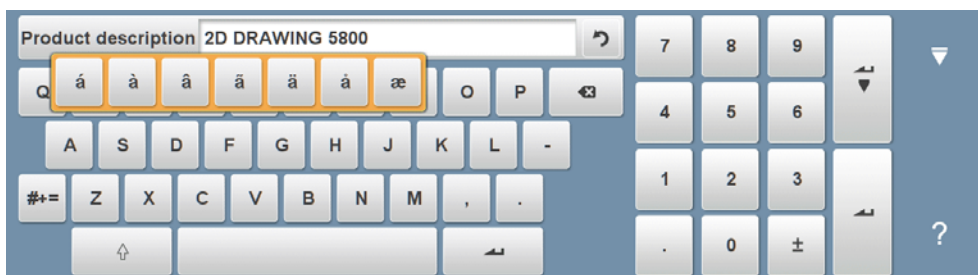 Product description 2D DRAWING 5800
7 8 9
á à â ã ä ȧ æ
Q O P
4 5 6
A S D F G H J K L -
1 2 3
#+= Z X C V B N M , .
. 0 ± ?